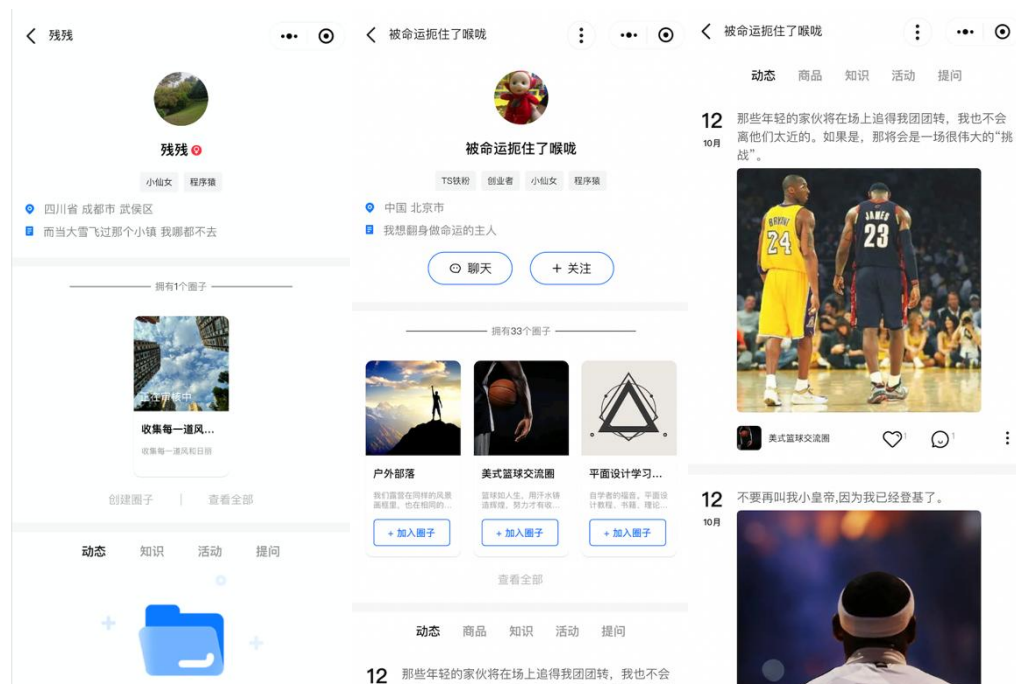 残残
残残
小仙女 程序猿
四川省 成都市 武侯区
而当大雪飞过那个小镇 我哪都不去
拥有1个圈子
正在审核中
收集每一道风...
收集每一道风和日丽
创建圈子 | 查看全部
动态 知识 活动 提问
被命运扼住了喉咙
被命运扼住了喉咙
TS铁粉 创业者 小仙女 程序猿
中国 北京市
我想翻身做命运的主人
聊天 + 关注
拥有33个圈子
户外部落
我们露营在同样的风景
画框里，也在相同的...
+ 加入圈子
美式篮球交流圈
篮球如人生，用汗水铸
造辉煌，努力才有收...
+ 加入圈子
平面设计学习...
自学者的福音，平面设
计教程、书籍、理论...
+ 加入圈子
查看全部
动态 商品 知识 活动 提问
12 那些年轻的家伙将在场上追得我团团转，我也不会
被命运扼住了喉咙
动态 商品 知识 活动 提问
12
10月
那些年轻的家伙将在场上追得我团团转，我也不会
离他们太近的。如果是，那将会是一场很伟大的“挑
战”。
BRYANT
24
JAMES
23
美式篮球交流圈 1 1
12
10月
不要再叫我小皇帝,因为我已经登基了。